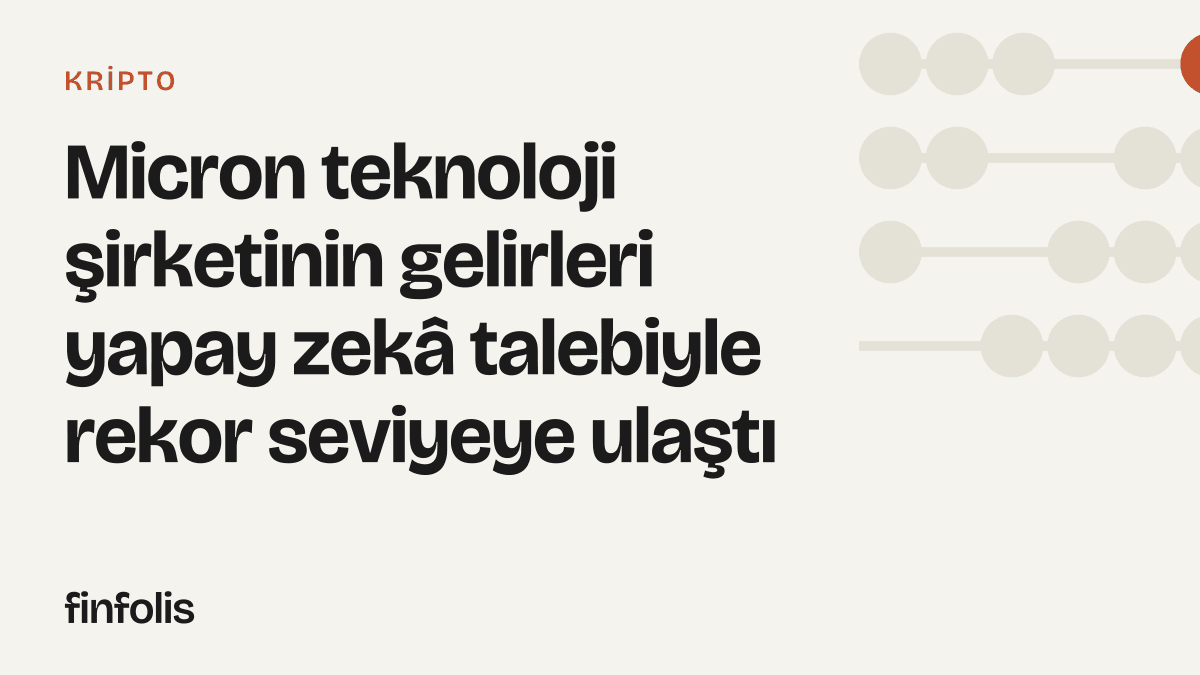 KRİPTO
Micron teknoloji
şirketinin gelirleri
yapay zekâ talebiyle
rekor seviyeye ulaştı
finfolis